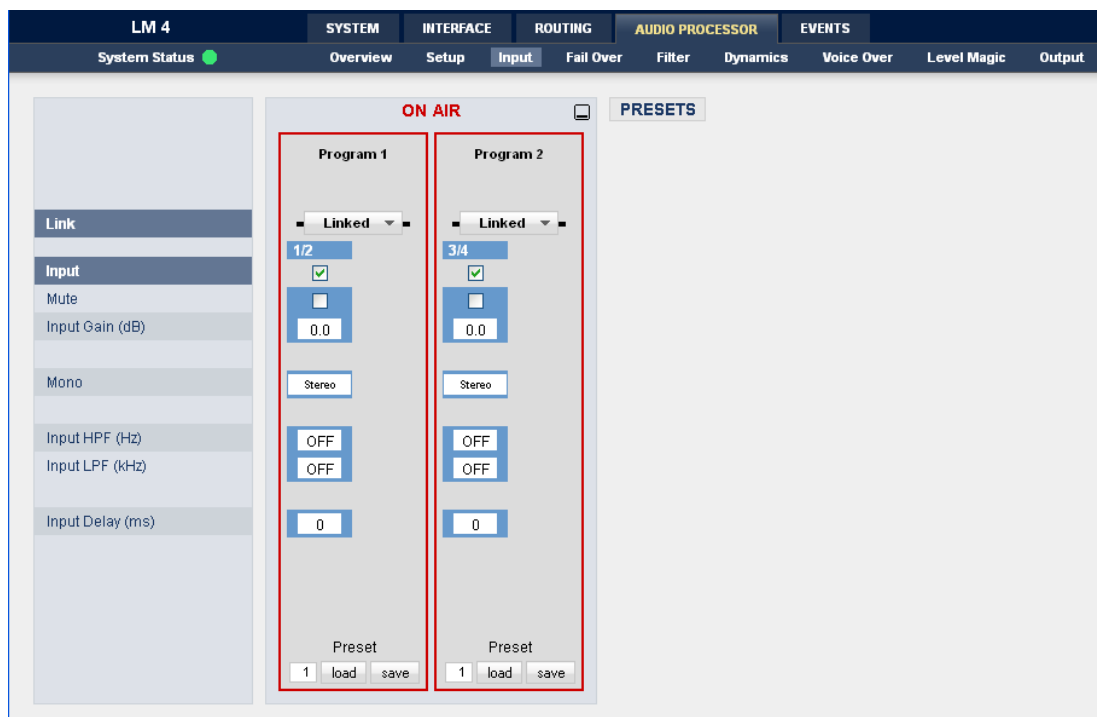 LM 4 SYSTEM INTERFACE ROUTING AUDIO PROCESSOR EVENTS
System Status Overview Setup Input Fail Over Filter Dynamics Voice Over Level Magic Output
ON AIR PRESETS
Program 1 Program 2
Link Linked Linked
1/2 3/4
Input
Mute
Input Gain (dB) 0.0 0.0
Mono Stereo Stereo
Input HPF (Hz) OFF OFF
Input LPF (kHz) OFF OFF
Input Delay (ms) 0 0
Preset Preset
1 load save 1 load save